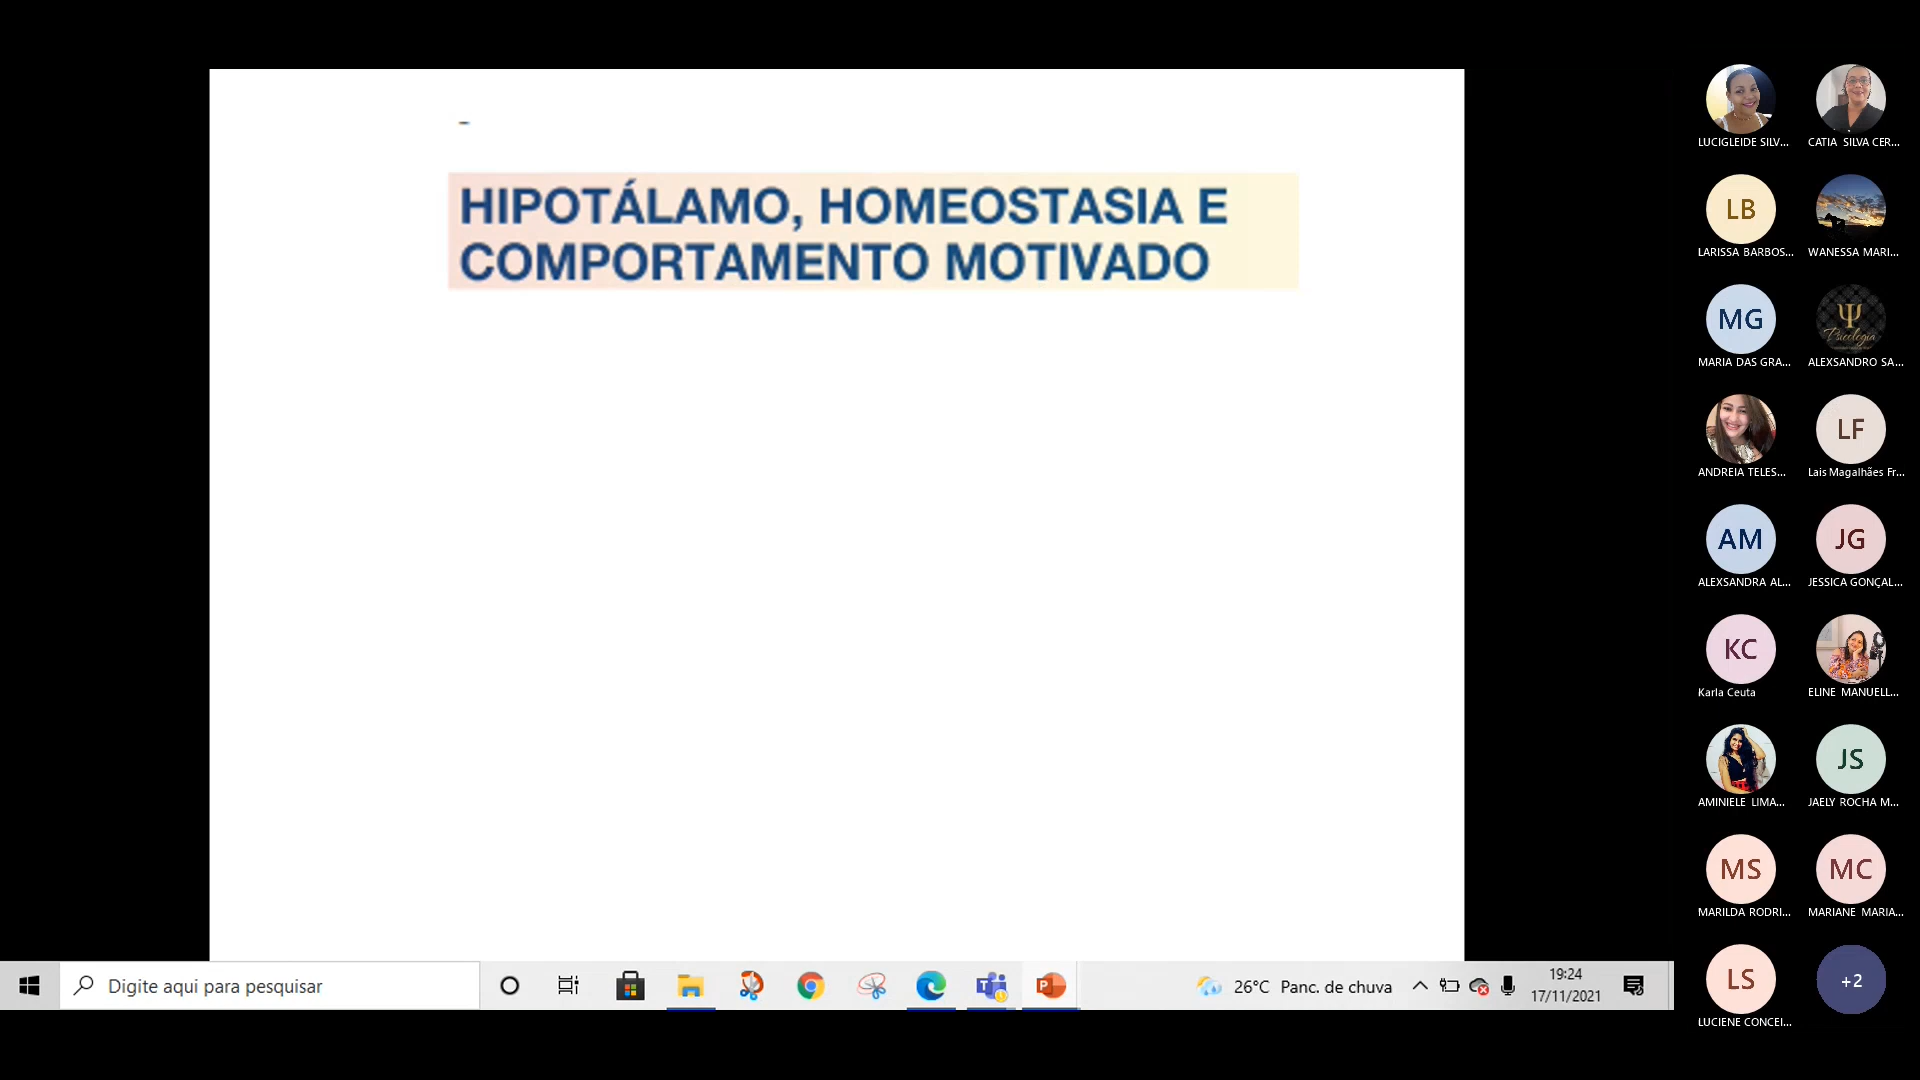 HIPOTÁLAMO, HOMEOSTASIA E
COMPORTAMENTO MOTIVADO
LUCIGLEIDE SILV...
CATIA SILVA CER...
LB
LARISSA BARBOS...
WANESSA MARI...
MG
MARIA DAS GRA...
Ψ
Psicologia
ALEXSANDRO SA...
ANDREIA TELES...
LF
Lais Magalhães Fr...
AM
ALEXSANDRA AL...
JG
JESSICA GONÇAL...
KC
Karla Ceuta
ELINE MANUELL...
AMINIELE LIMA...
JS
JAELY ROCHA M...
MS
MARILDA RODRI...
MC
MARIANE MARIA...
LS
LUCIENE CONCEI...
+2
Digite aqui para pesquisar
26°C Panc. de chuva
19:24
17/11/2021